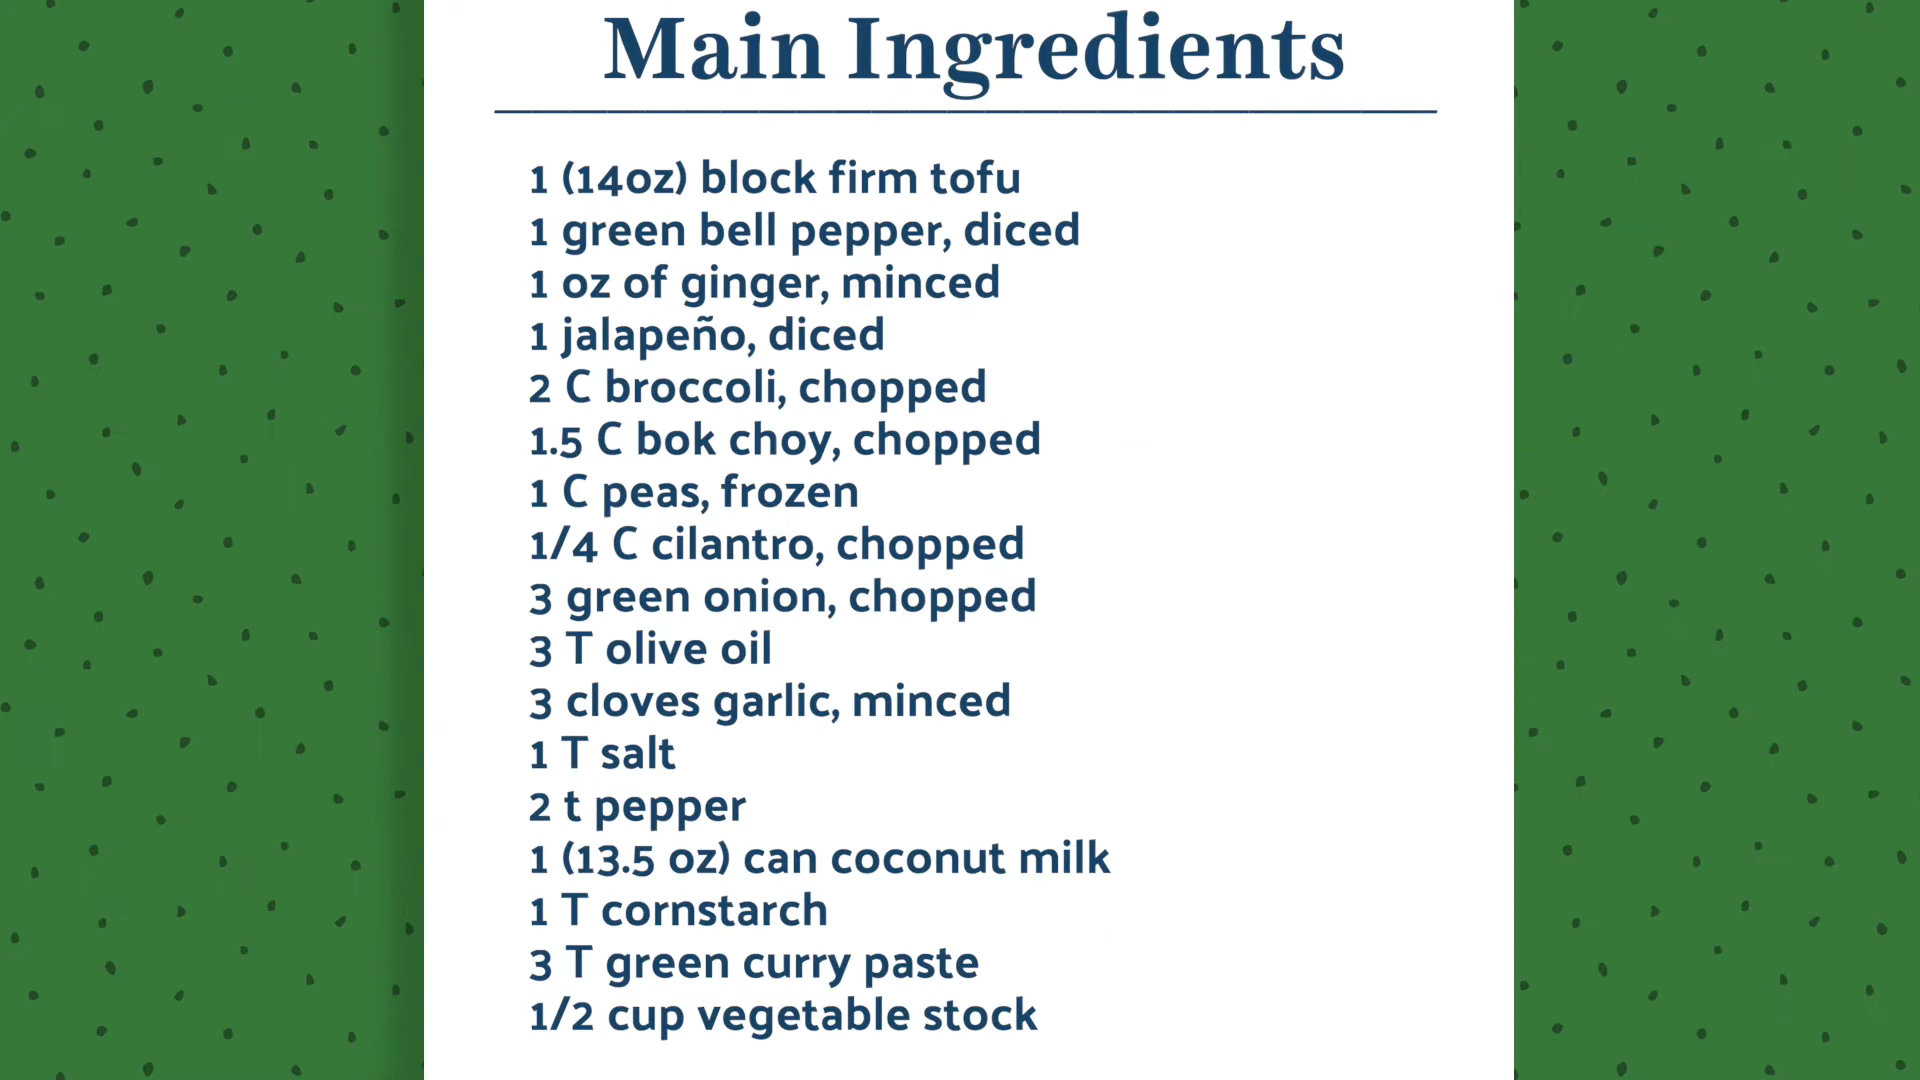 Main Ingredients
1 (14oz) block firm tofu
1 green bell pepper, diced
1 oz of ginger, minced
1 jalapeño, diced
2 C broccoli, chopped
1.5 C bok choy, chopped
1 C peas, frozen
1/4 C cilantro, chopped
3 green onion, chopped
3 T olive oil
3 cloves garlic, minced
1 T salt
2 t pepper
1 (13.5 oz) can coconut milk
1 T cornstarch
3 T green curry paste
1/2 cup vegetable stock